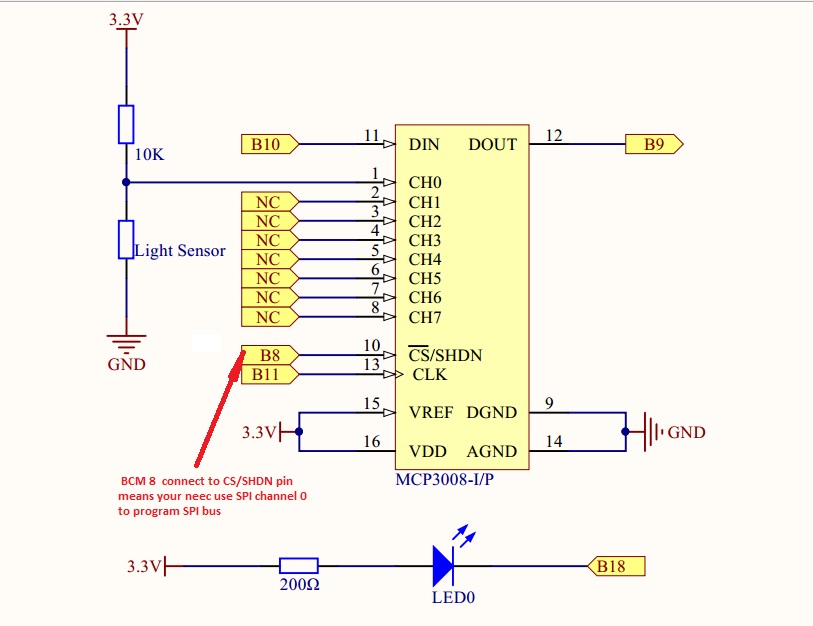 3.3V
10K
Light Sensor
GND
B10 11 DIN DOUT 12 B9
1 CH0
NC 2 CH1
NC 3 CH2
NC 4 CH3
NC 5 CH4
NC 6 CH5
NC 7 CH6
NC 8 CH7
B8 10 CS/SHDN
B11 13 CLK
15 VREF DGND 9
3.3V GND
16 VDD AGND 14
MCP3008-I/P
BCM 8 connect to CS/SHDN pin
means your neec use SPI channel 0
to program SPI bus
3.3V B18
200Ω
LED0